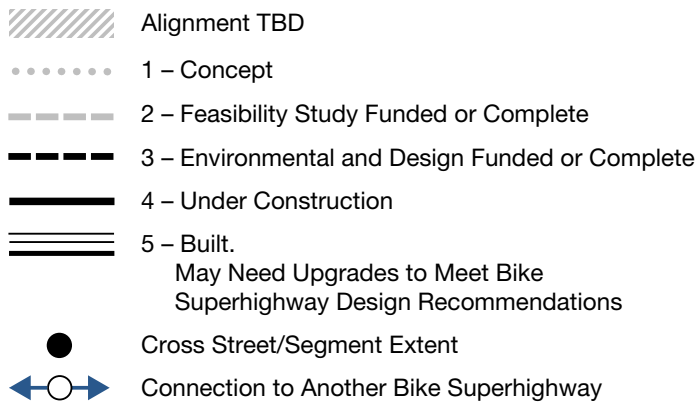 Alignment TBD
1 – Concept
2 – Feasibility Study Funded or Complete
3 – Environmental and Design Funded or Complete
4 – Under Construction
5 – Built.
May Need Upgrades to Meet Bike
Superhighway Design Recommendations
Cross Street/Segment Extent
Connection to Another Bike Superhighway